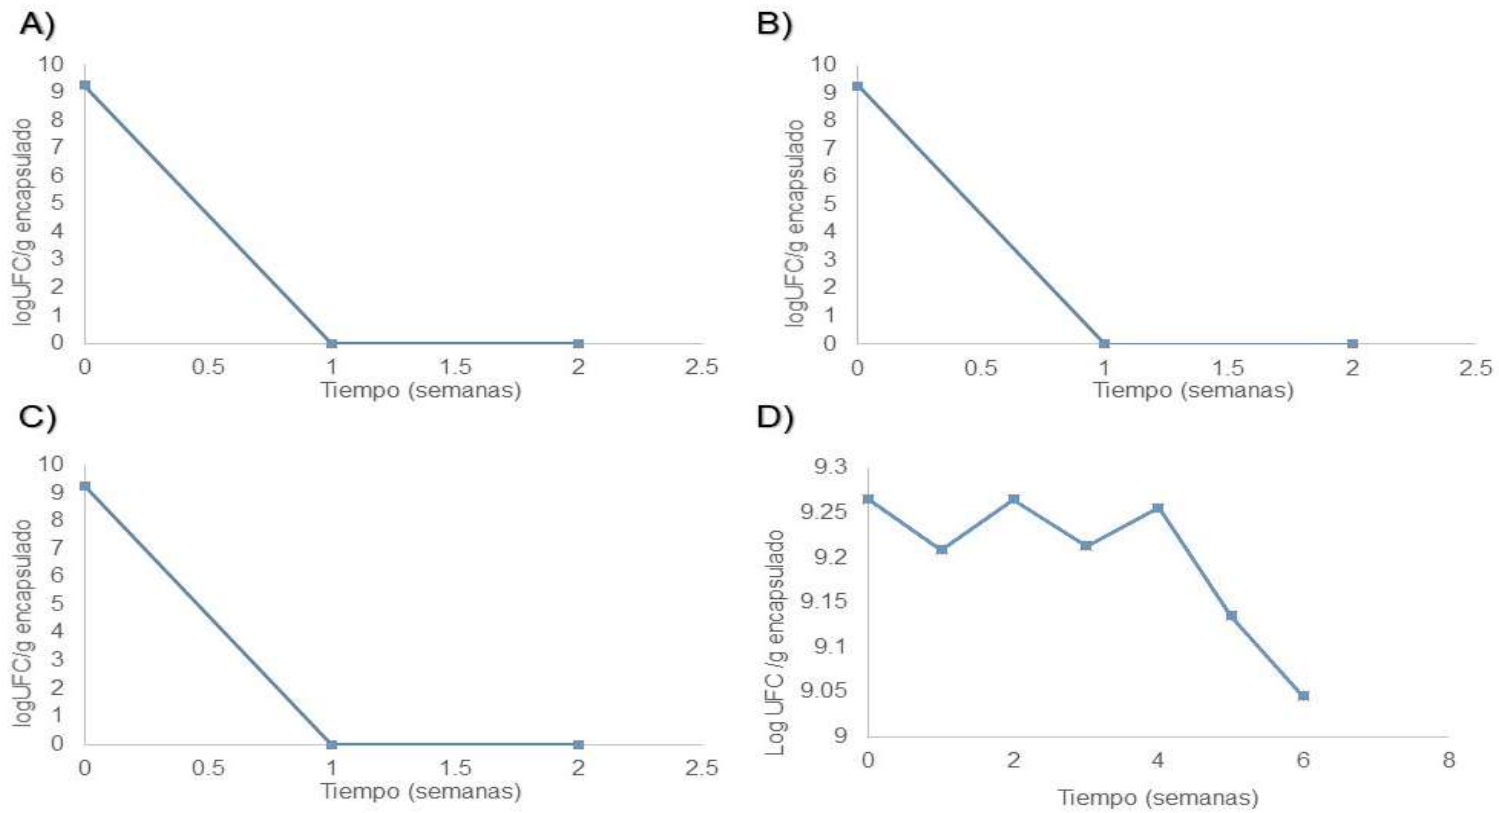 A)
10
9
8
7
6
5
4
3
2
1
0
logUFC/g encapsulado
0 0.5 1 1.5 2 2.5
Tiempo (semanas)
B)
10
9
8
7
6
5
4
3
2
1
0
logUFC/g encapsulado
0 0.5 1 1.5 2 2.5
Tiempo (semanas)
C)
10
9
8
7
6
5
4
3
2
1
0
logUFC/g encapsulado
0 0.5 1 1.5 2 2.5
Tiempo (semanas)
D)
9.3
9.25
9.2
9.15
9.1
9.05
9
Log UFC /g encapsulado
0 2 4 6 8
Tiempo (semanas)